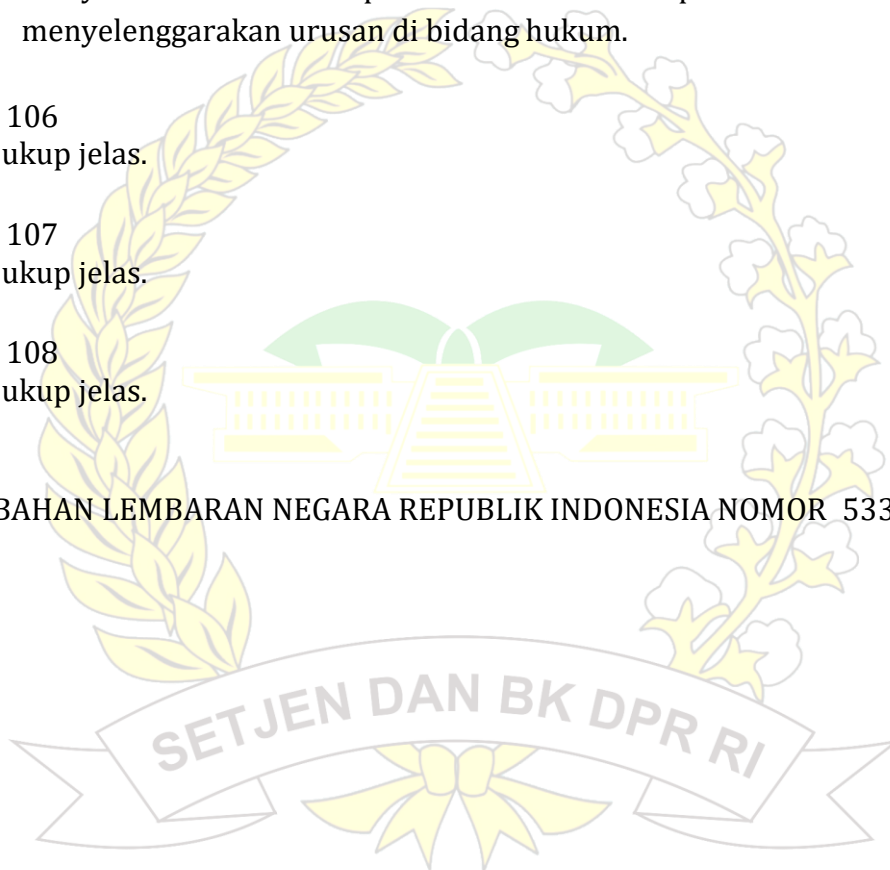 menyelenggarakan urusan di bidang hukum.
106
ukup jelas.
107
ukup jelas.
108
ukup jelas.
BAHAN LEMBARAN NEGARA REPUBLIK INDONESIA NOMOR 533
SETJEN DAN BK DPR RI